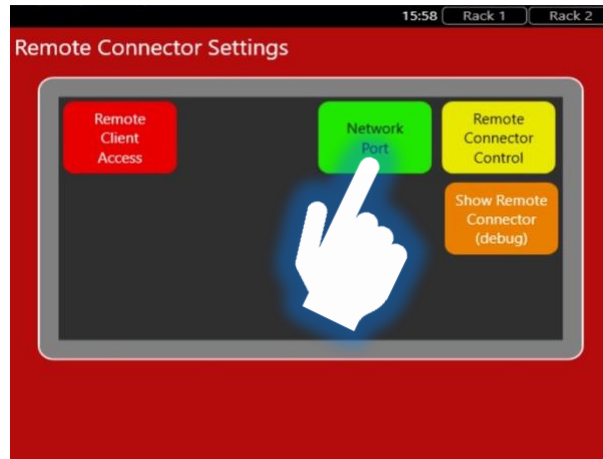 15:58 Rack 1 Rack 2
Remote Connector Settings
Remote
Client
Access
Network
Port
Remote
Connector
Control
Show Remote
Connector
(debug)